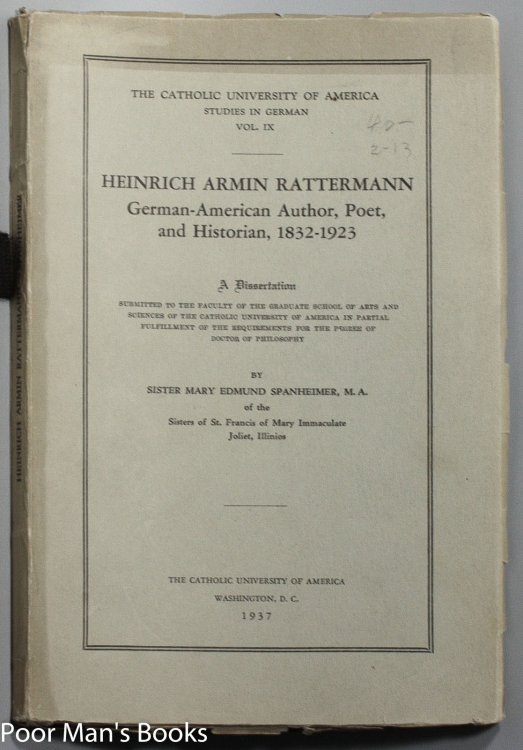 THE CATHOLIC UNIVERSITY OF AMERICA
STUDIES IN GERMAN
VOL. IX
40-
2-13
HEINRICH ARMIN RATTERMANN
German-American Author, Poet,
and Historian, 1832-1923
A Dissertation
SUBMITTED TO THE FACULTY OF THE GRADUATE SCHOOL OF ARTS AND
SCIENCES OF THE CATHOLIC UNIVERSITY OF AMERICA IN PARTIAL
FULFILLMENT OF THE REQUIREMENTS FOR THE DEGREE OF
DOCTOR OF PHILOSOPHY
BY
SISTER MARY EDMUND SPANHEIMER, M. A.
of the
Sisters of St. Francis of Mary Immaculate
Joliet, Illinios
THE CATHOLIC UNIVERSITY OF AMERICA
WASHINGTON, D. C.
1937
HEINRICH ARMIN RATTERMANN
Poor Man's Books